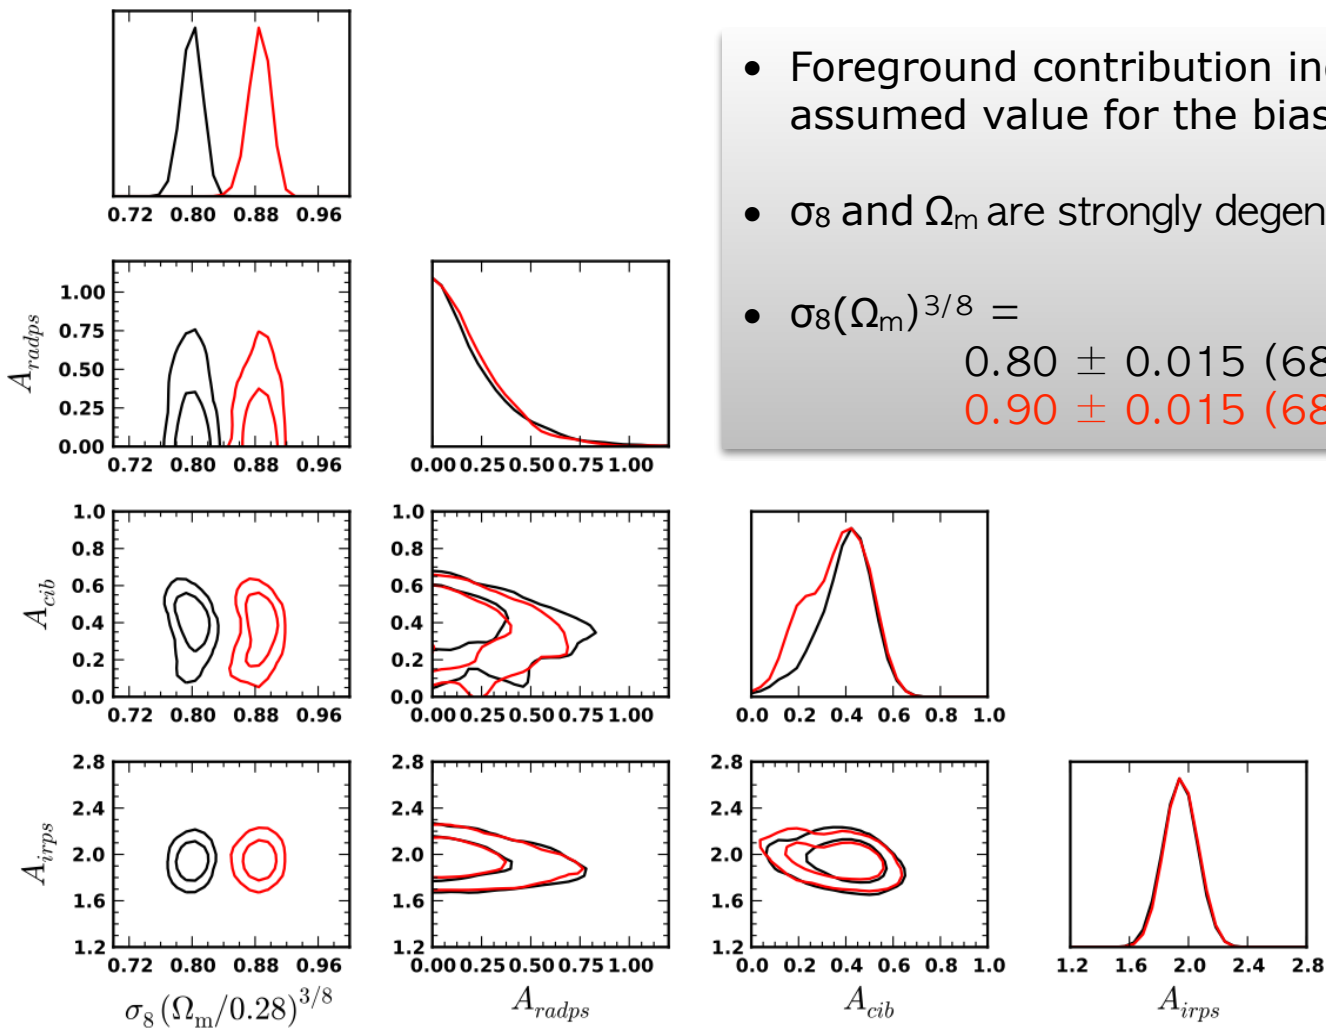 0.72 0.80 0.88 0.96
• Foreground contribution in
assumed value for the bias
• σ8 and Ωm are strongly degen
• σ8(Ωm)3/8 =
0.80 ± 0.015 (68
0.90 ± 0.015 (68
Aradps
1.00
0.75
0.50
0.25
0.00
0.72 0.80 0.88 0.96
0.00 0.25 0.50 0.75 1.00
Acib
1.0
0.8
0.6
0.4
0.2
0.0
0.72 0.80 0.88 0.96
1.0
0.8
0.6
0.4
0.2
0.0
0.00 0.25 0.50 0.75 1.00
0.0 0.2 0.4 0.6 0.8 1.0
Airps
2.8
2.4
2.0
1.6
1.2
0.72 0.80 0.88 0.96
σ8(Ωm/0.28)3/8
2.8
2.4
2.0
1.6
1.2
0.00 0.25 0.50 0.75 1.00
Aradps
2.8
2.4
2.0
1.6
1.2
0.0 0.2 0.4 0.6 0.8 1.0
Acib
1.2 1.6 2.0 2.4 2.8
Airps